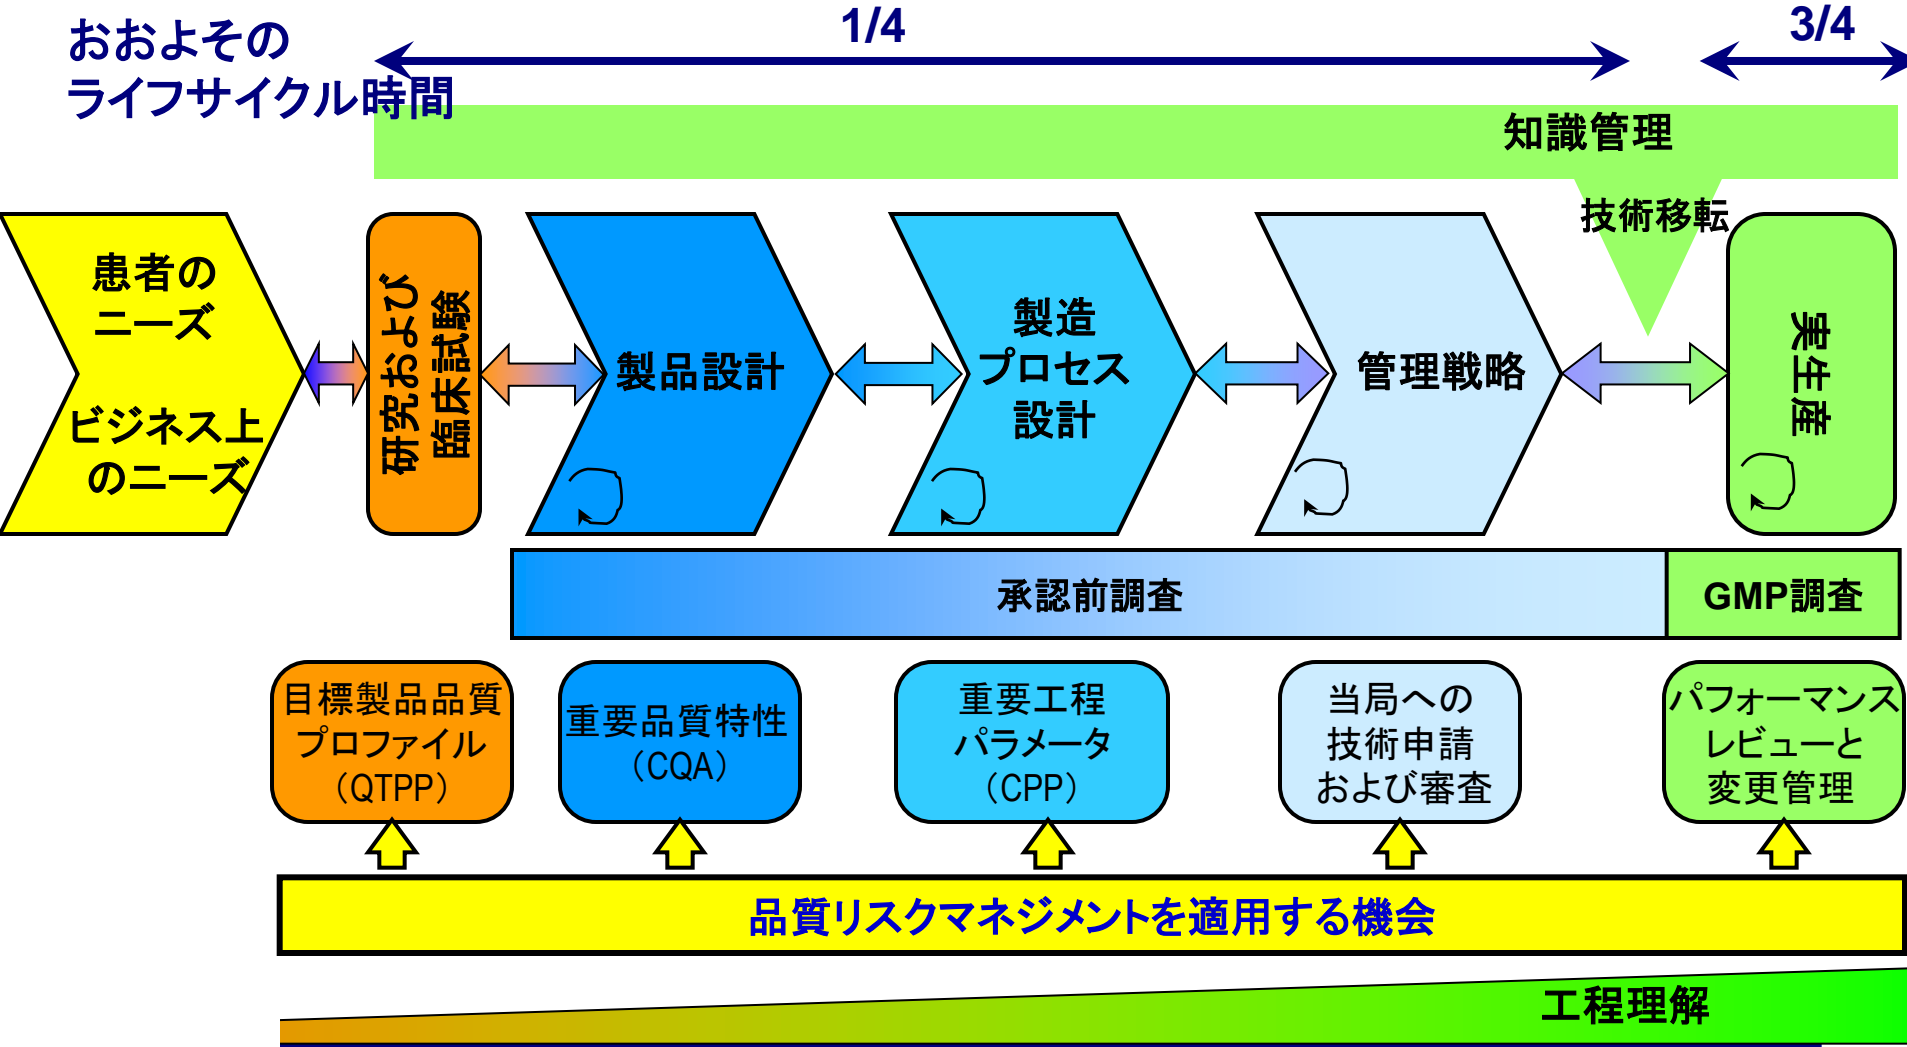 おおよその
ライフサイクル時間
1/4
3/4
知識管理
技術移転
患者の
ニーズ
ビジネス上
のニーズ
研究および
臨床試験
製品設計
製造
プロセス
設計
管理戦略
実生産
承認前調査
GMP調査
目標製品品質
プロファイル
（QTPP）
重要品質特性
（CQA）
重要工程
パラメータ
（CPP）
当局への
技術申請
および審査
パフォーマンス
レビューと
変更管理
品質リスクマネジメントを適用する機会
工程理解